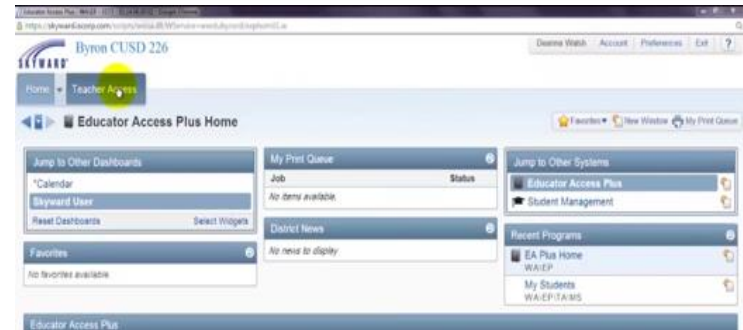 SKYWARD
Byron CUSD 226
Deanna Walsh Account Preferences Exit ?
Home Teacher Access
Educator Access Plus Home
Favorites New Window My Print Queue
Jump to Other Dashboards
*Calendar
Skyward User
Reset Dashboards Select Widgets
Favorites
No favorites available
My Print Queue
Job Status
No items available.
District News
No news to display
Jump to Other Systems
Educator Access Plus
Student Management
Recent Programs
EA Plus Home
WA\EP
My Students
WA\EP\TA\MS
Educator Access Plus